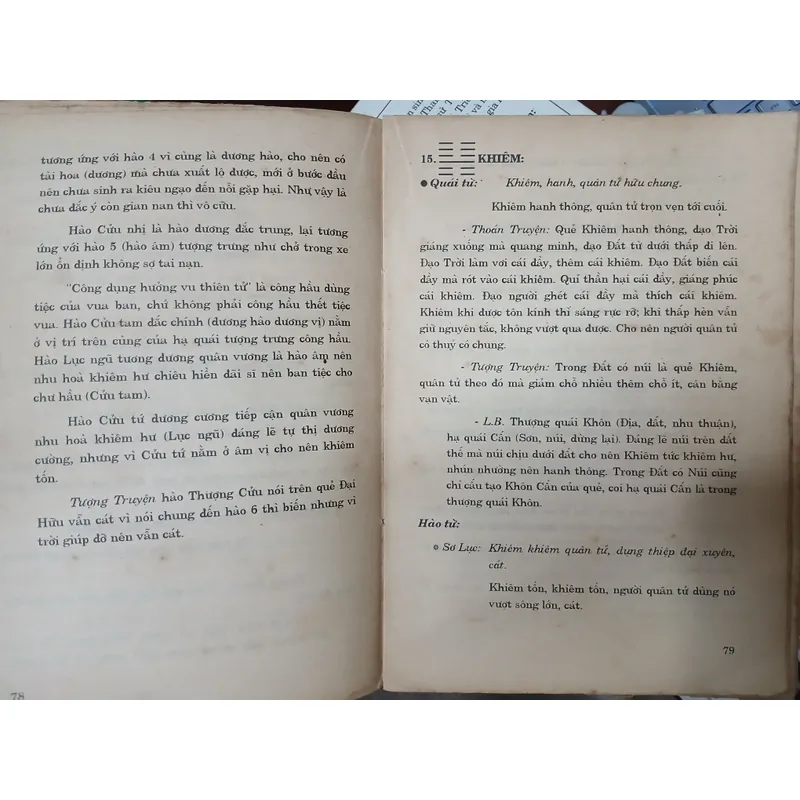 tương ứng với hào 4 vì cùng là dương hào, cho nên có
tài hoa (dương) mà chưa xuất lộ được, mới ở bước đầu
nên chưa sinh ra kiêu ngạo đến nỗi gặp hại. Như vậy là
chưa đắc ý còn gian nan thì vô cữu.
Hào Cửu nhị là hào dương đắc trung, lại tương
ứng với hào 5 (hào âm) tượng trưng như chở trong xe
lớn ổn định không sợ tai nạn.
"Công dụng hưởng vu thiên tử" là công hầu dùng
tiệc của vua ban, chứ không phải công hầu thết tiệc
vua. Hào Cửu tam đắc chính (dương hào dương vị) nằm
ở vị trí trên cùng của hạ quái tượng trưng công hầu.
Hào Lục ngũ tương đương quân vương là hào âm nên
nhu hoà khiêm hư chiêu hiền đãi sĩ nên ban tiệc cho
chư hầu (Cửu tam).
Hào Cửu tứ dương cương tiếp cận quân vương
nhu hoà khiêm hư (Lục ngũ) đáng lẽ tự thị dương
cường, nhưng vì Cửu tứ nằm ở âm vị cho nên khiêm
tốn.
Tượng Truyện hào Thượng Cửu nói trên quẻ Đại
Hữu vẫn cát vì nói chung đến hào 6 thì biến nhưng vì
trời giúp đỡ nên vẫn cát.
78
15. KHIÊM:
● Quái từ: Khiêm, hanh, quân tử hữu chung.
Khiêm hanh thông, quân tử trọn vẹn tới cuối.
- Thoán Truyện: Quẻ Khiêm hanh thông, đạo Trời
giáng xuống mà quang minh, đạo Đất từ dưới thấp đi lên.
Đạo Trời làm vơi cái đầy, thêm cái khiêm. Đạo Đất biến cái
đầy mà rót vào cái khiêm. Quỉ thần hại cái đầy, giáng phúc
cái khiêm. Đạo người ghét cái đầy mà thích cái khiêm.
Khiêm khi được tôn kính thì sáng rực rỡ; khi thấp hèn vẫn
giữ nguyên tắc, không vượt qua được. Cho nên người quân tử
có thuỷ có chung.
- Tượng Truyện: Trong Đất có núi là quẻ Khiêm,
quân tử theo đó mà giảm chỗ nhiều thêm chỗ ít, cân bằng
vạn vật.
- L.B. Thượng quái Khôn (Địa, đất, nhu thuận),
hạ quái Cấn (Sơn, núi, dừng lại). Đáng lẽ núi trên đất
thế mà núi chịu dưới đất cho nên Khiêm tức khiêm hư,
nhún nhường nên hanh thông. Trong Đất có Núi cũng
chỉ cấu tạo Khôn Cấn của quẻ, coi hạ quái Cấn là trong
thượng quái Khôn.
Hào từ:
Sơ Lục: Khiêm khiêm quân tử, dụng thiệp đại xuyên,
cát.
Khiêm tốn, khiêm tốn, người quân tử dùng nó
vượt sông lớn, cát.
79